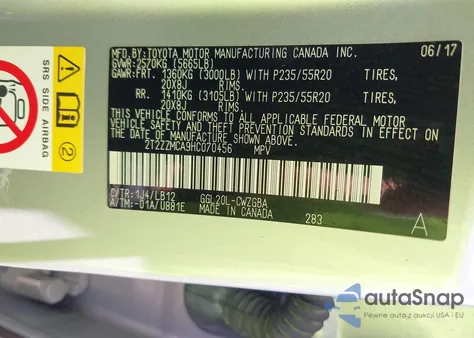 MFD.BY:TOYOTA MOTOR MANUFACTURING CANADA INC. 06/17
GVWR:2570KG (5665LB)
GAWR:FRT. 1360KG (3000LB) WITH P235/55R20 TIRES,
20X8J RIMS,
RR. 1410KG (3105LB) WITH P235/55R20 TIRES,
20X8J RIMS,
THIS VEHICLE CONFORMS TO ALL APPLICABLE FEDERAL MOTOR
VEHICLE SAFETY AND THEFT PREVENTION STANDARDS IN EFFECT ON
THE DATE OF MANUFACTURE SHOWN ABOVE.
2T2ZZMCA9HC070456 MPV
C/TR:1J4/LB12 GGL20L-CWZGBA
A/TM:-01A/U881E MADE IN CANADA 283
A
SRS SIDE AIRBAG
2
autoSnap
Pewne auta z aukcji USA i EU